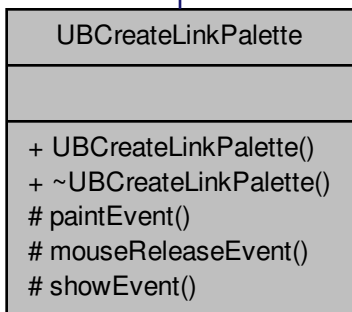 UBCreateLinkPalette
+ UBCreateLinkPalette()
+ ~UBCreateLinkPalette()
# paintEvent()
# mouseReleaseEvent()
# showEvent()